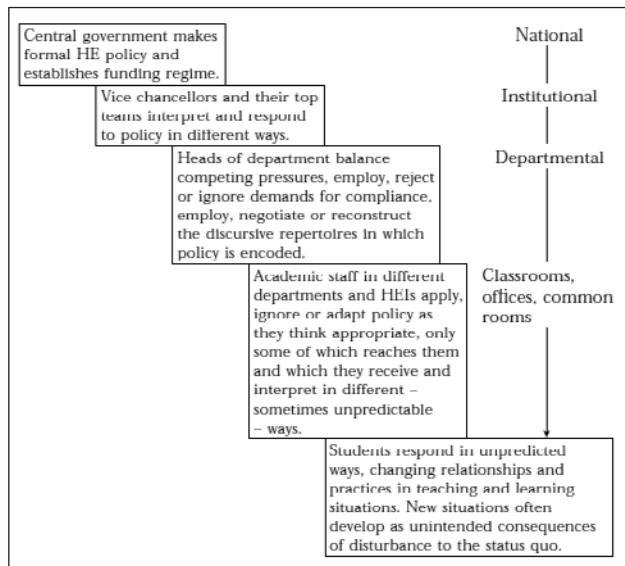 Central government makes
formal HE policy and
establishes funding regime.
National
Vice chancellors and their top
teams interpret and respond
to policy in different ways.
Institutional
Heads of department balance
competing pressures, employ, reject
or ignore demands for compliance,
employ, negotiate or reconstruct
the discursive repertoires in which
policy is encoded.
Departmental
Academic staff in different
departments and HEIs apply,
ignore or adapt policy as
they think appropriate, only
some of which reaches them
and which they receive and
interpret in different –
sometimes unpredictable
– ways.
Classrooms,
offices, common
rooms
Students respond in unpredicted
ways, changing relationships and
practices in teaching and learning
situations. New situations often
develop as unintended consequences
of disturbance to the status quo.